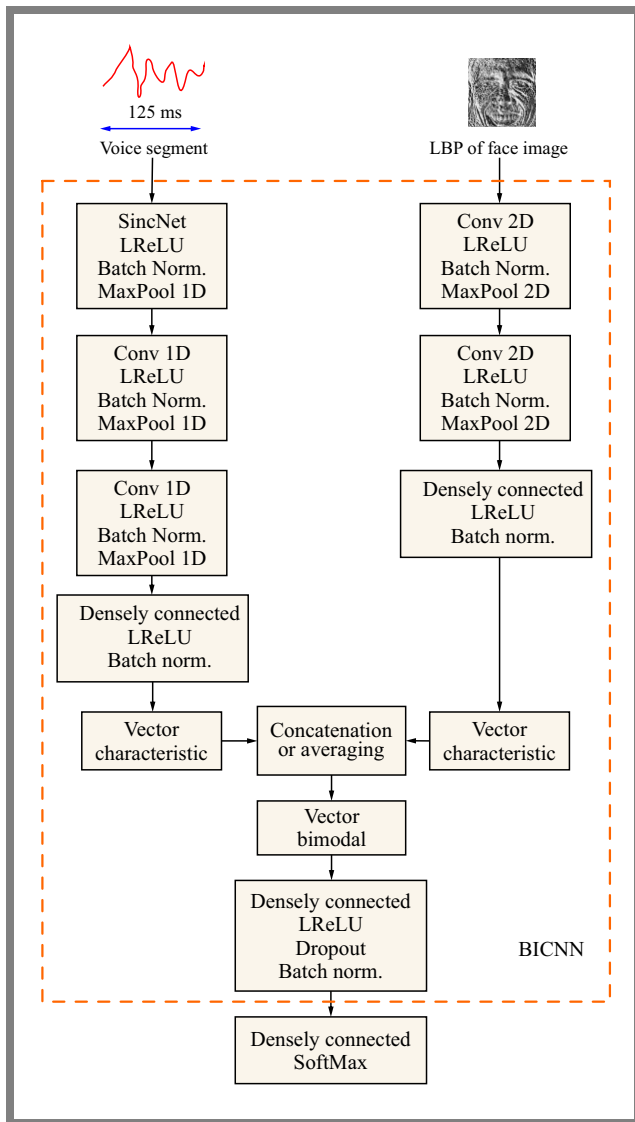 125 ms
Voice segment
LBP of face image
SincNet
LReLU
Batch Norm.
MaxPool 1D
Conv 2D
LReLU
Batch Norm.
MaxPool 2D
Conv 1D
LReLU
Batch Norm.
MaxPool 1D
Conv 2D
LReLU
Batch Norm.
MaxPool 2D
Conv 1D
LReLU
Batch Norm.
MaxPool 1D
Densely connected
LReLU
Batch norm.
Densely connected
LReLU
Batch norm.
Vector
characteristic
Concatenation
or averaging
Vector
characteristic
Vector
bimodal
Densely connected
LReLU
Dropout
Batch norm.
BICNN
Densely connected
SoftMax